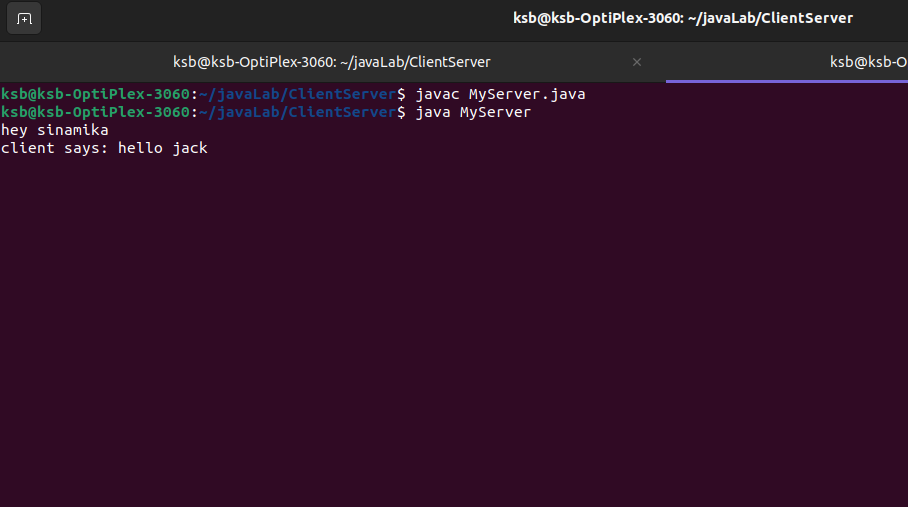 ksb@ksb-OptiPlex-3060: ~/javaLab/ClientServer
ksb@ksb-OptiPlex-3060: ~/javaLab/ClientServer
ksb@ksb-O
ksb@ksb-OptiPlex-3060:~/javaLab/ClientServer$ javac MyServer.java
ksb@ksb-OptiPlex-3060:~/javaLab/ClientServer$ java MyServer
hey sinamika
client says: hello jack